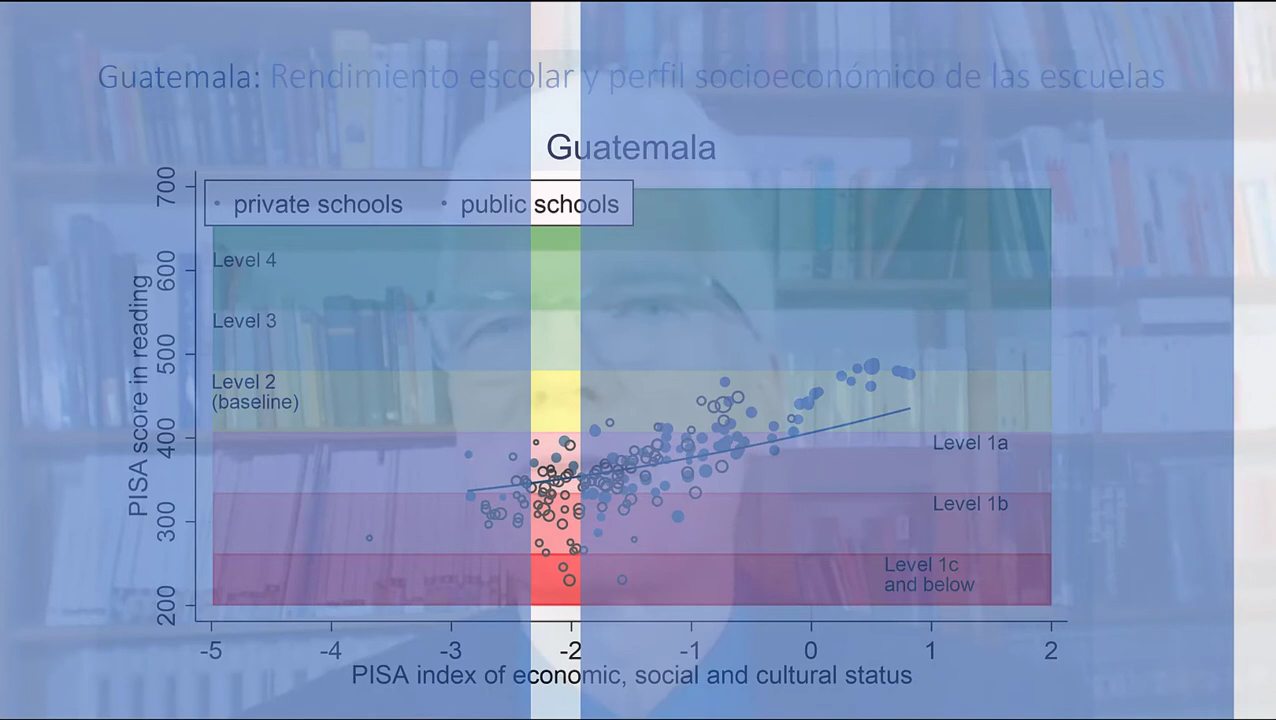 Guatemala: Rendimiento escolar y perfil socioeconómico de las escuelas
Guatemala
private schools public schools
700
600
500
400
300
200
PISA score in reading
Level 4
Level 3
Level 2
(baseline)
Level 1a
Level 1b
Level 1c
and below
-5 -4 -3 -2 -1 0 1 2
PISA index of economic, social and cultural status